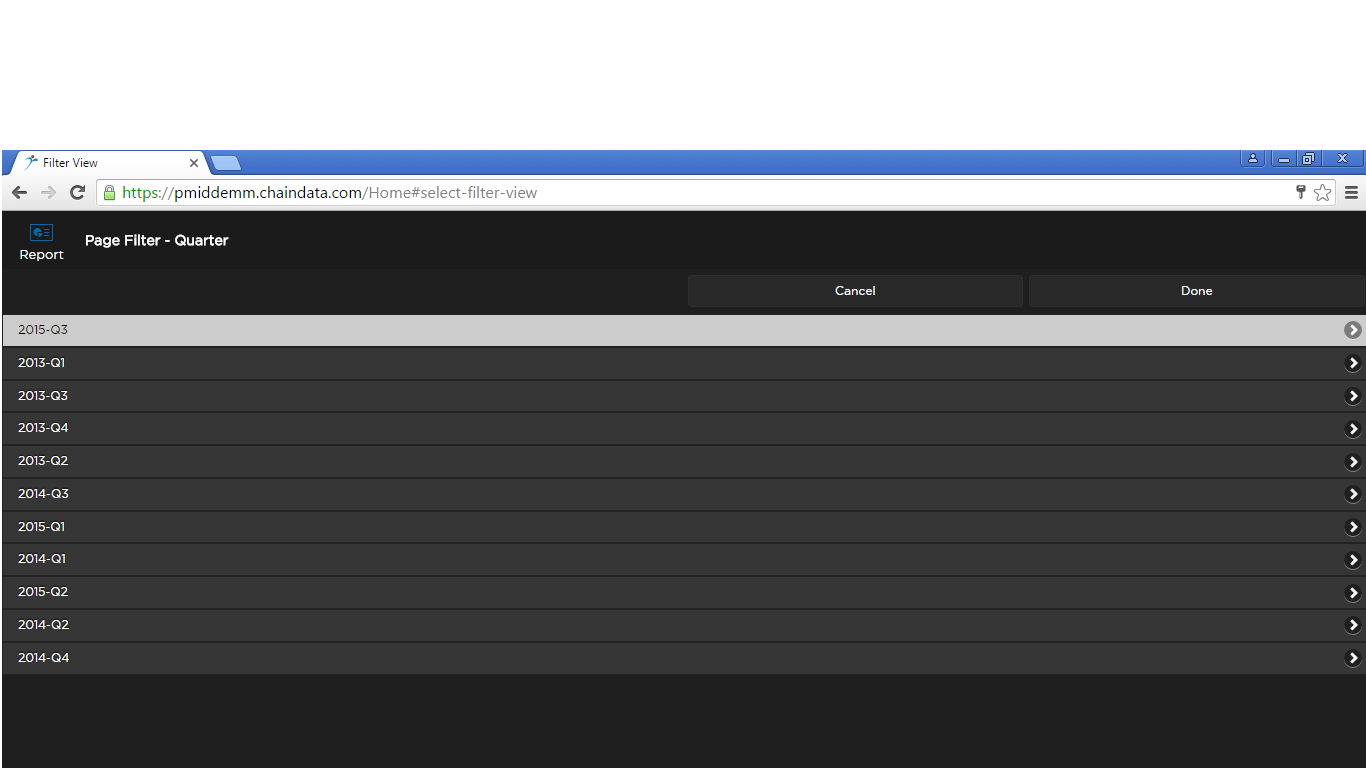 Filter View
https://pmiddemm.chaindata.com/Home#select-filter-view
Report
Page Filter - Quarter
Cancel
Done
2015-Q3
2013-Q1
2013-Q3
2013-Q4
2013-Q2
2014-Q3
2015-Q1
2014-Q1
2015-Q2
2014-Q2
2014-Q4